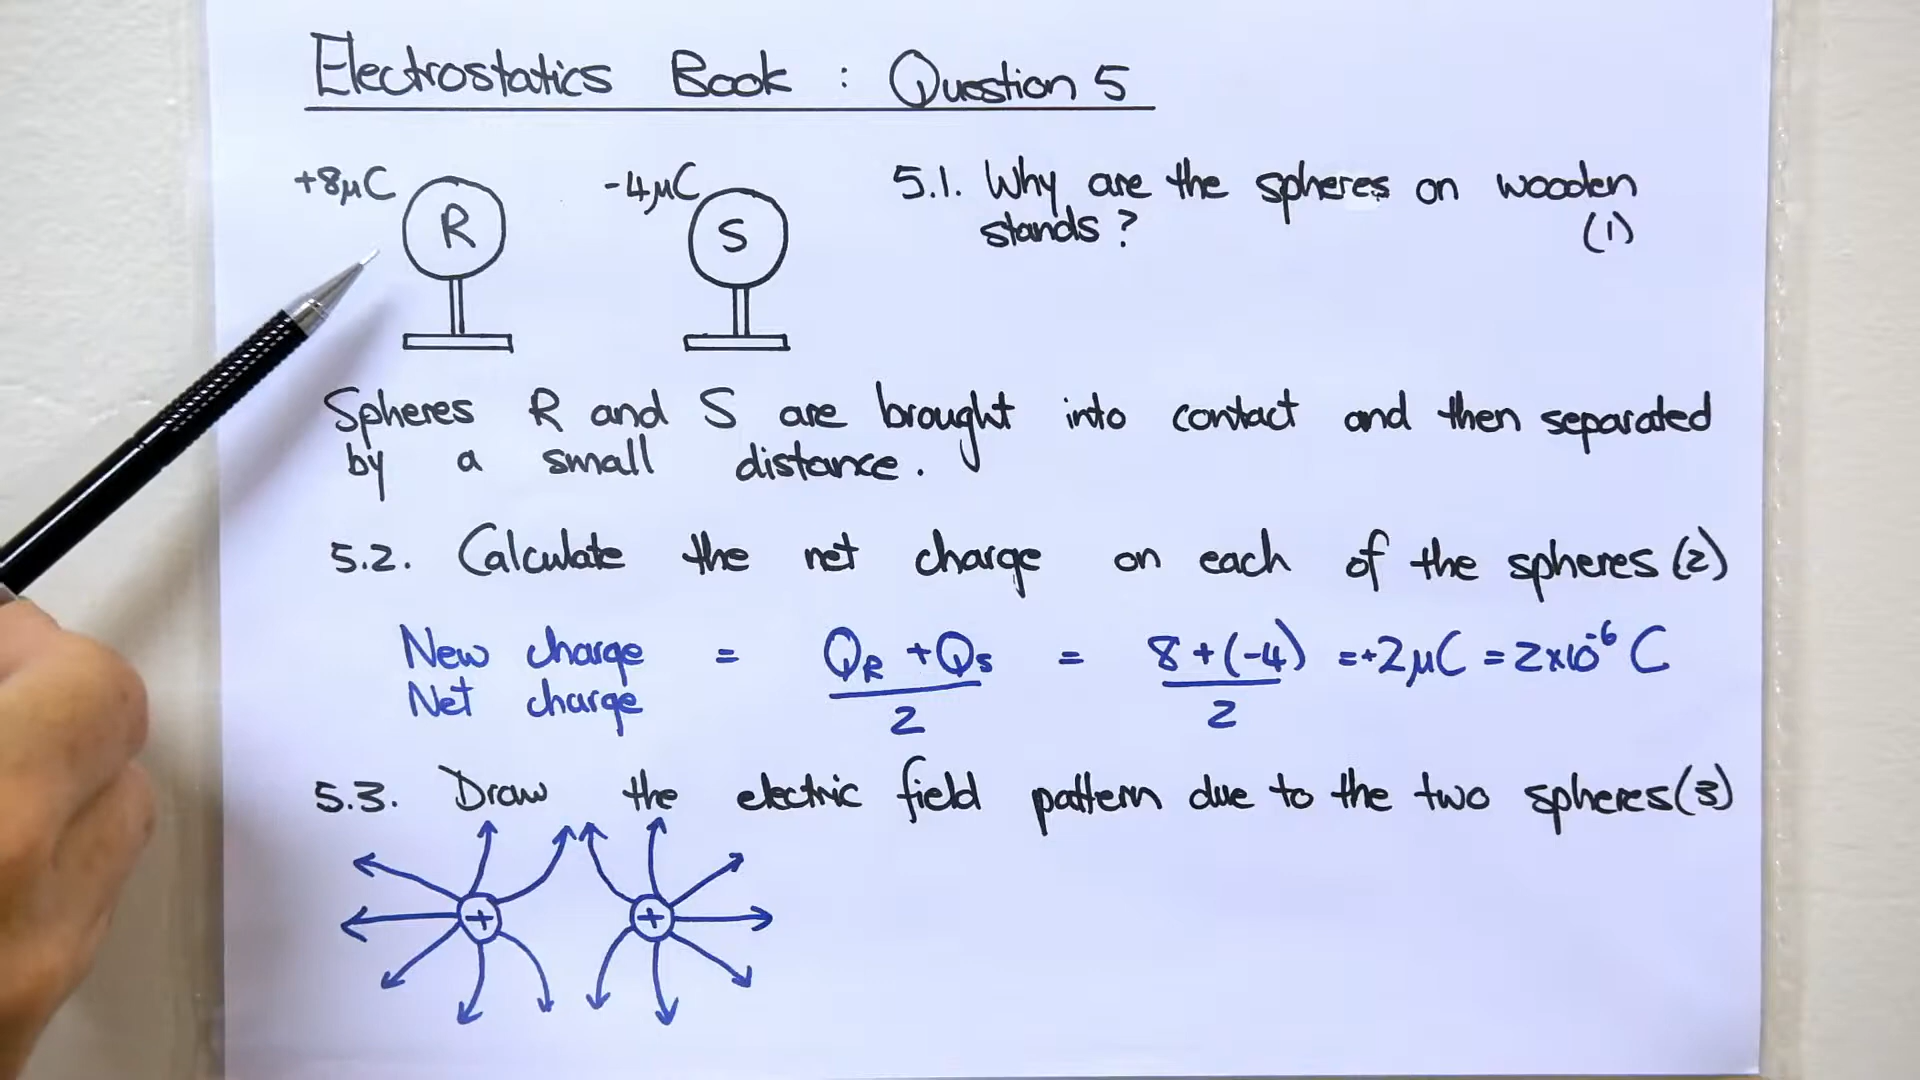 Electrostatics Book : Question 5
+8μC
R
-4μC
S
5.1. Why are the spheres on wooden
stands? (1)
Spheres R and S are brought into contact and then separated
by a small distance.
5.2. Calculate the net charge on each of the spheres (2)
New charge = QR + QS / 2 = 8+(-4) / 2 = +2μC = 2×10⁻⁶ C
Net charge
5.3. Draw the electric field pattern due to the two spheres (3)
+ +